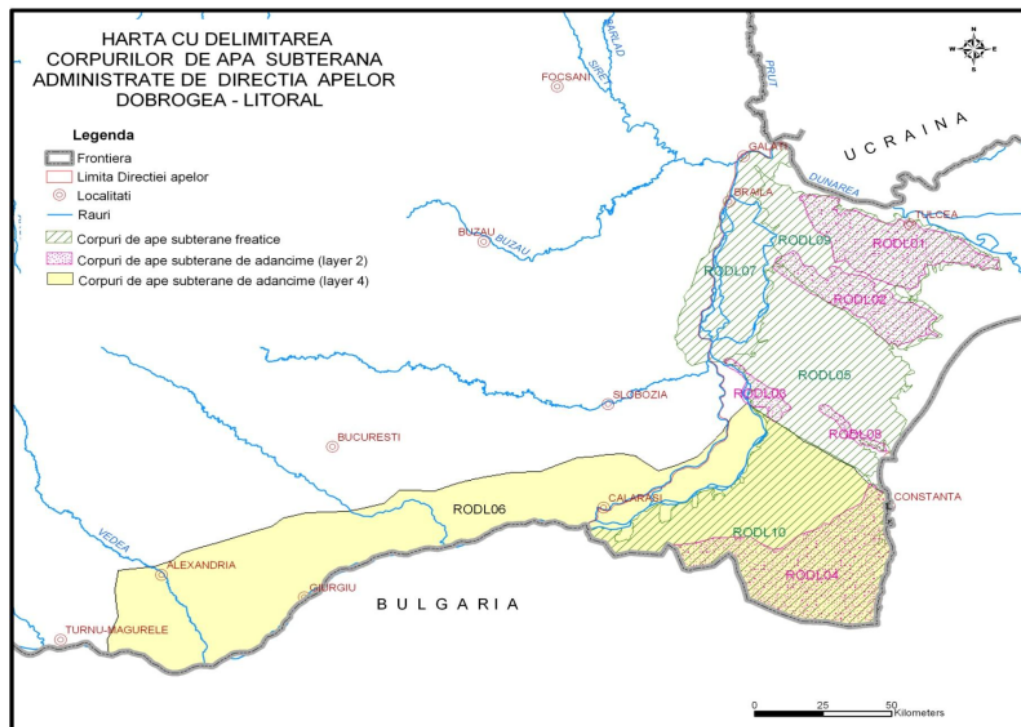 HARTA CU DELIMITAREA
CORPURILOR DE APA SUBTERANA
ADMINISTRATE DE DIRECTIA APELOR
DOBROGEA - LITORAL
Legenda
Frontiera
Limita Directiei apelor
Localitati
Rauri
Corpuri de ape subterane freatice
Corpuri de ape subterane de adancime (layer 2)
Corpuri de ape subterane de adancime (layer 4)
N
W E
S
BARLAD
SIRET
PRUT
FOCSANI
UCRAINA
GALATI
DUNAREA
BRAILA
TULCEA
BUZAU
BUZAU
RODL09
RODL01
RODL07
RODL02
RODL05
RODL03
SLOBOZIA
RODL08
BUCURESTI
CONSTANTA
CALARASI
RODL06
RODL10
VEDEA
ALEXANDRIA
RODL04
GIURGIU
BULGARIA
TURNU-MAGURELE
0 25 50
Kilometers